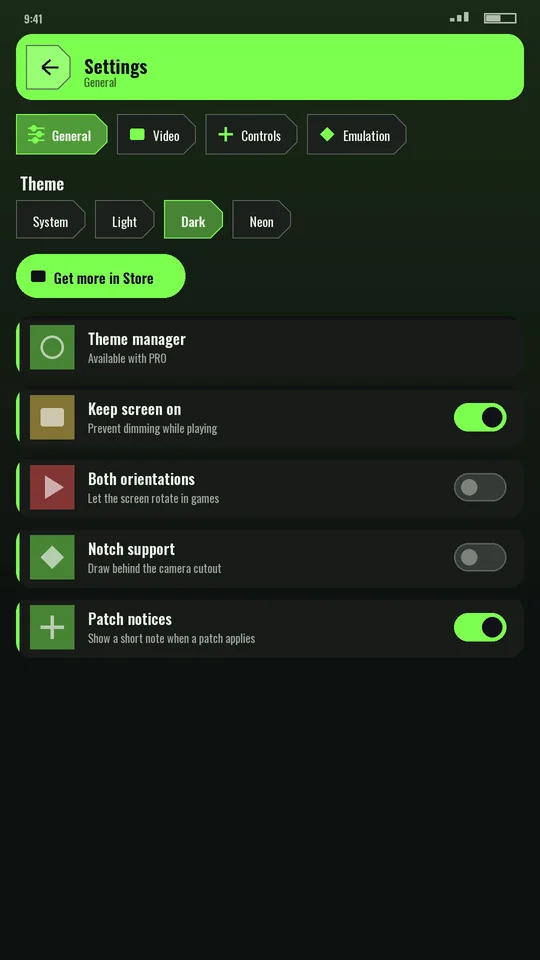 9:41
Settings
General
General
Video
Controls
Emulation
Theme
System
Light
Dark
Neon
Get more in Store
Theme manager
Available with PRO
Keep screen on
Prevent dimming while playing
Both orientations
Let the screen rotate in games
Notch support
Draw behind the camera cutout
Patch notices
Show a short note when a patch applies